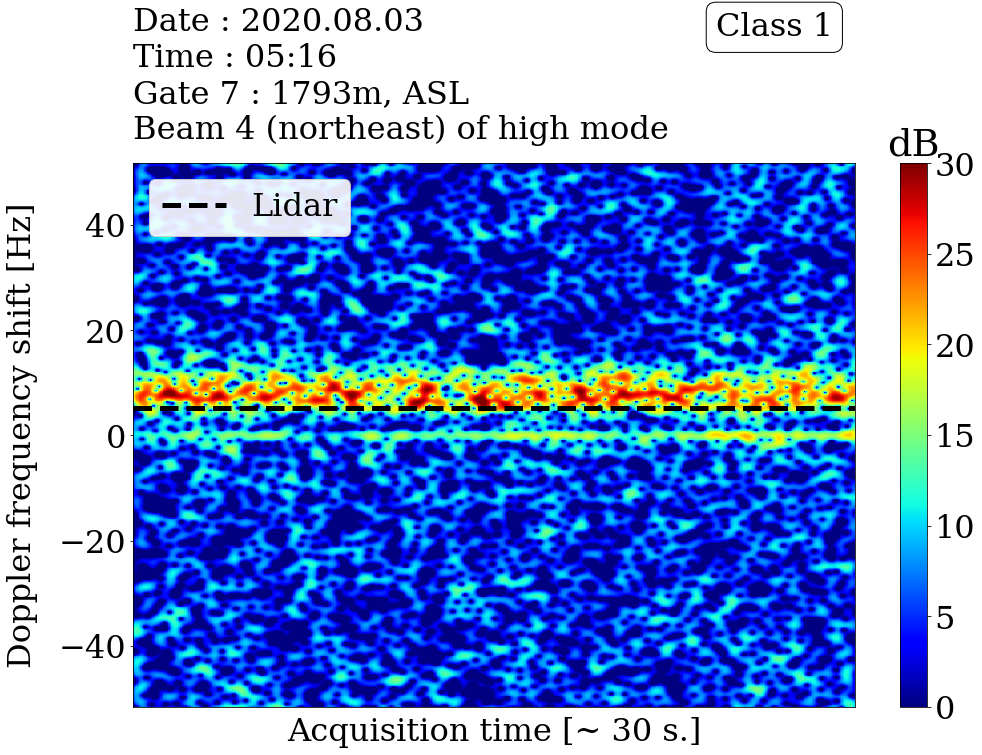 Date : 2020.08.03
Time : 05:16
Gate 7 : 1793m, ASL
Beam 4 (northeast) of high mode
Class 1
dB
Lidar
Doppler frequency shift [Hz]
40
20
0
−20
−40
30
25
20
15
10
5
0
Acquisition time [~ 30 s.]